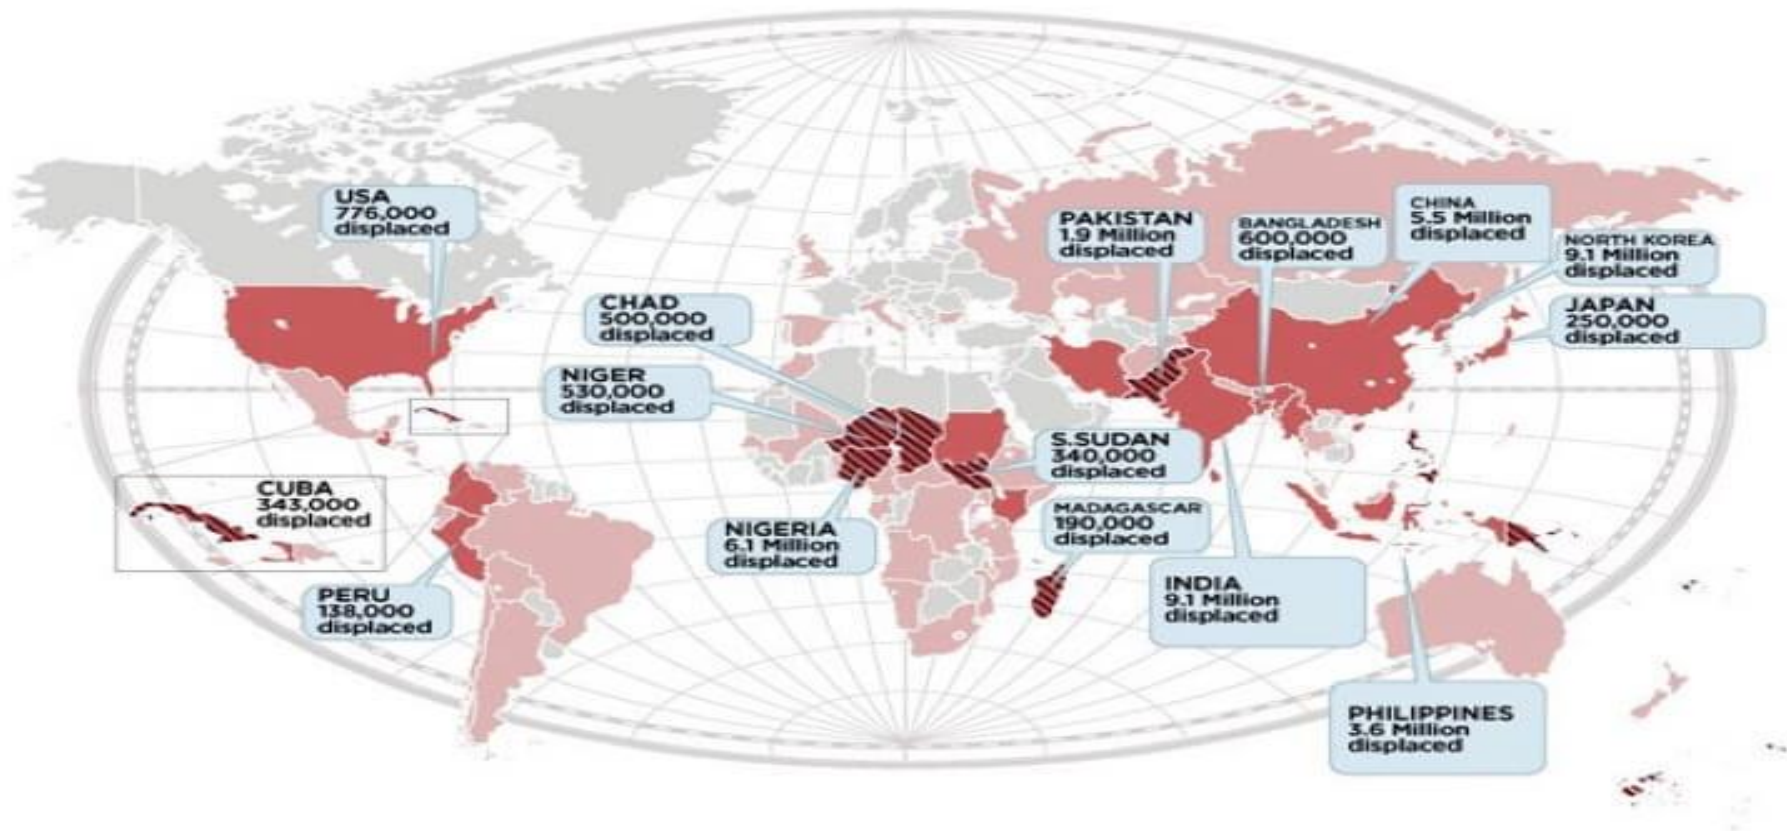 USA
776,000
displaced
PAKISTAN
1.9 Million
displaced
BANGLADESH
600,000
displaced
CHINA
5.5 Million
displaced
NORTH KOREA
9.1 Million
displaced
CHAD
500,000
displaced
JAPAN
250,000
displaced
NIGER
530,000
displaced
S.SUDAN
340,000
displaced
CUBA
343,000
displaced
MADAGASCAR
190,000
displaced
NIGERIA
6.1 Million
displaced
INDIA
9.1 Million
displaced
PERU
138,000
displaced
PHILIPPINES
3.6 Million
displaced